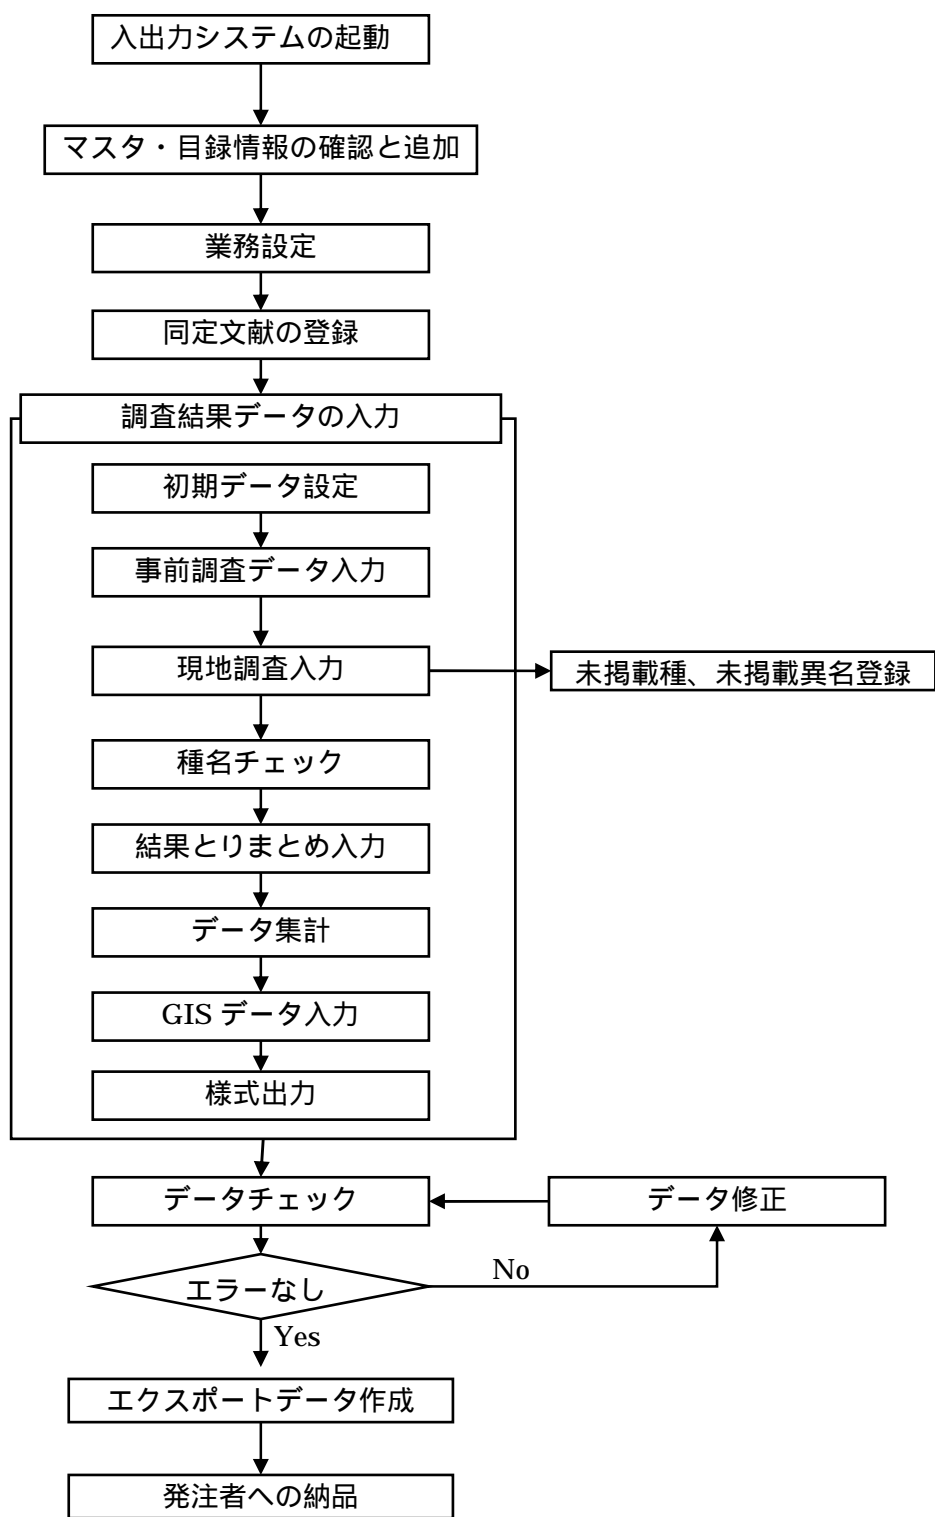 入出力システムの起動
マスタ・目録情報の確認と追加
業務設定
同定文献の登録
調査結果データの入力
初期データ設定
事前調査データ入力
現地調査入力
未掲載種、未掲載異名登録
種名チェック
結果とりまとめ入力
データ集計
GIS データ入力
様式出力
データチェック
データ修正
エラーなし
No
Yes
エクスポートデータ作成
発注者への納品